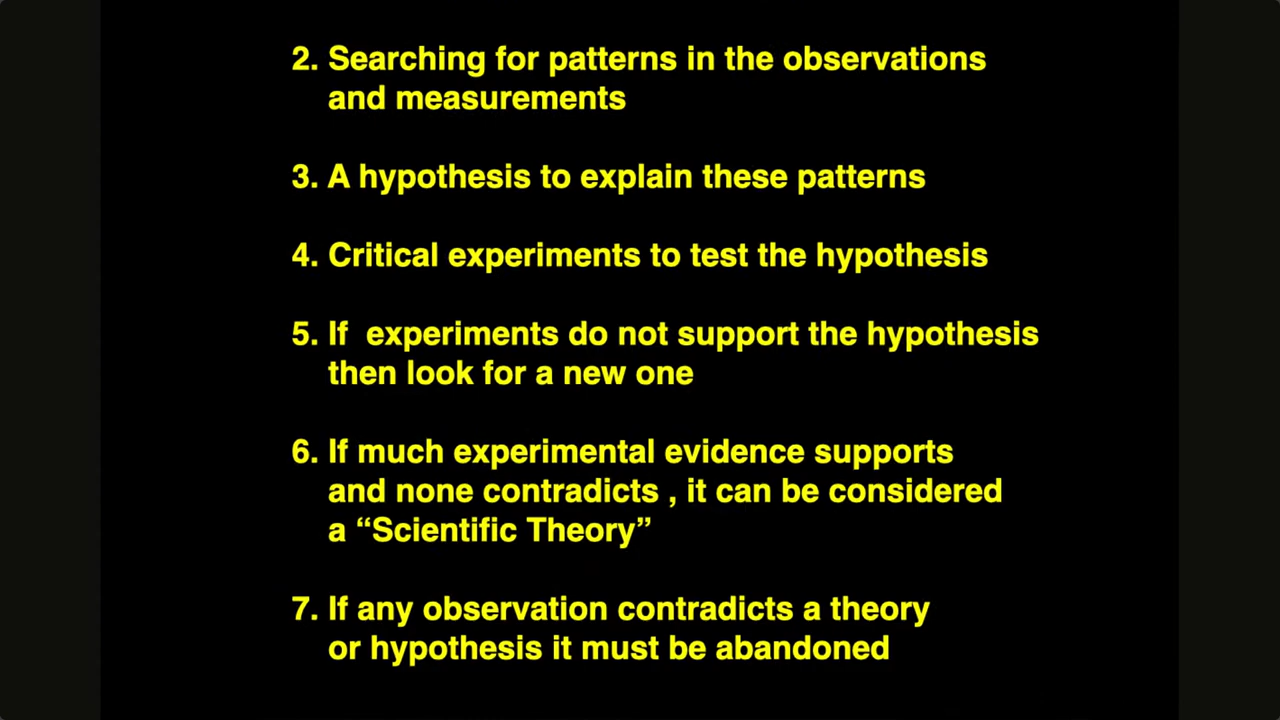 2. Searching for patterns in the observations
and measurements
3. A hypothesis to explain these patterns
4. Critical experiments to test the hypothesis
5. If  experiments do not support the hypothesis
then look for a new one
6. If much experimental evidence supports
and none contradicts , it can be considered
a “Scientific Theory”
7. If any observation contradicts a theory
or hypothesis it must be abandoned